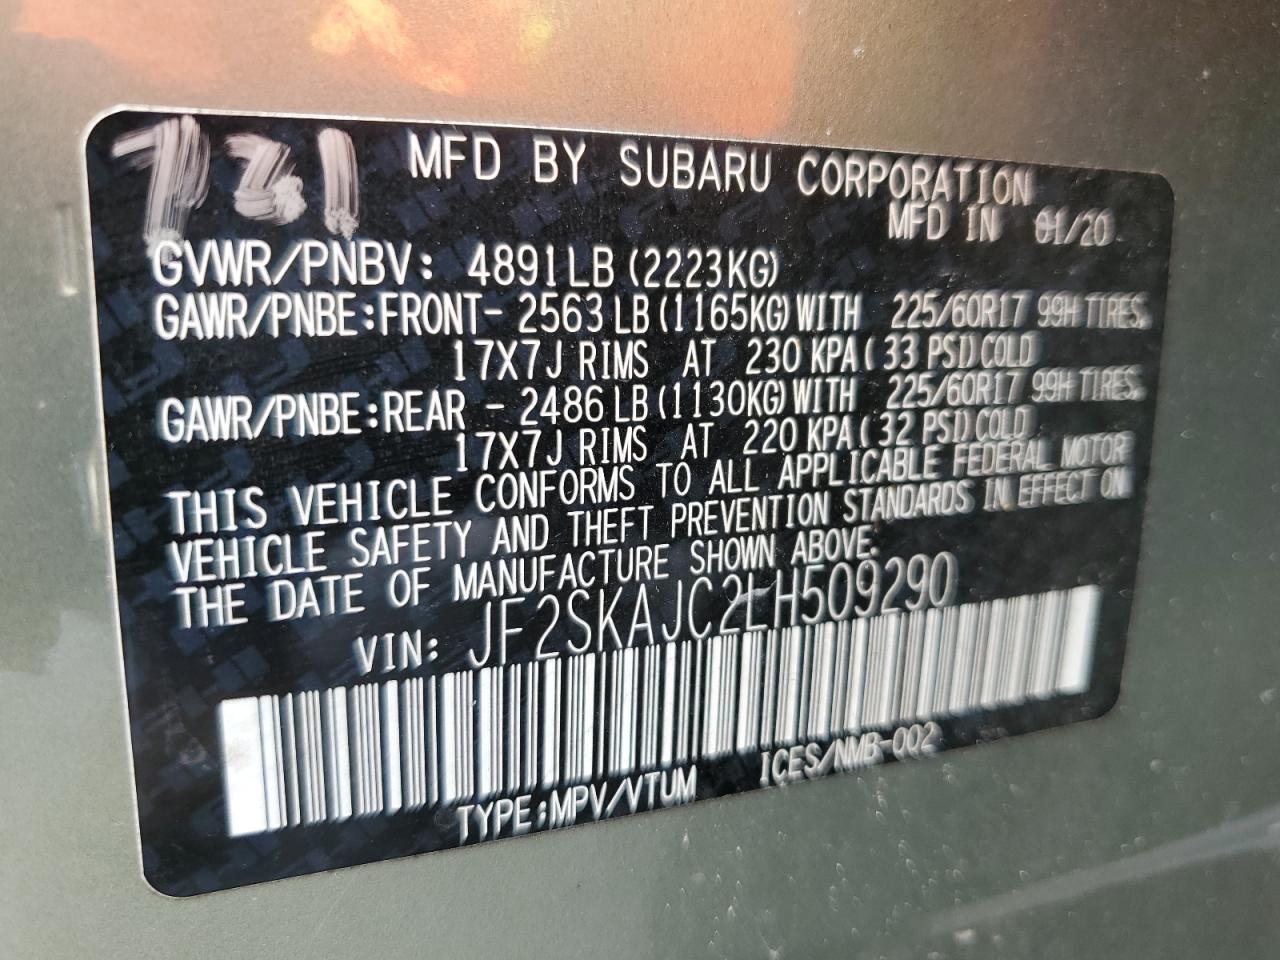 731
MFD BY SUBARU CORPORATION
MFD IN 01/20
GVWR/PNBV: 4891LB (2223KG)
GAWR/PNBE:FRONT- 2563LB (1165KG) WITH 225/60R17 99H TIRES,
17X7J RIMS AT 230 KPA (33 PSI) COLD
GAWR/PNBE:REAR - 2486LB (1130KG) WITH 225/60R17 99H TIRES,
17X7J RIMS AT 220 KPA (32 PSI) COLD
THIS VEHICLE CONFORMS TO ALL APPLICABLE FEDERAL MOTOR
VEHICLE SAFETY AND THEFT PREVENTION STANDARDS IN EFFECT ON
THE DATE OF MANUFACTURE SHOWN ABOVE.
VIN: JF2SKAJC2LH509290
TYPE:MPV/VTUM ICES/NMB-002